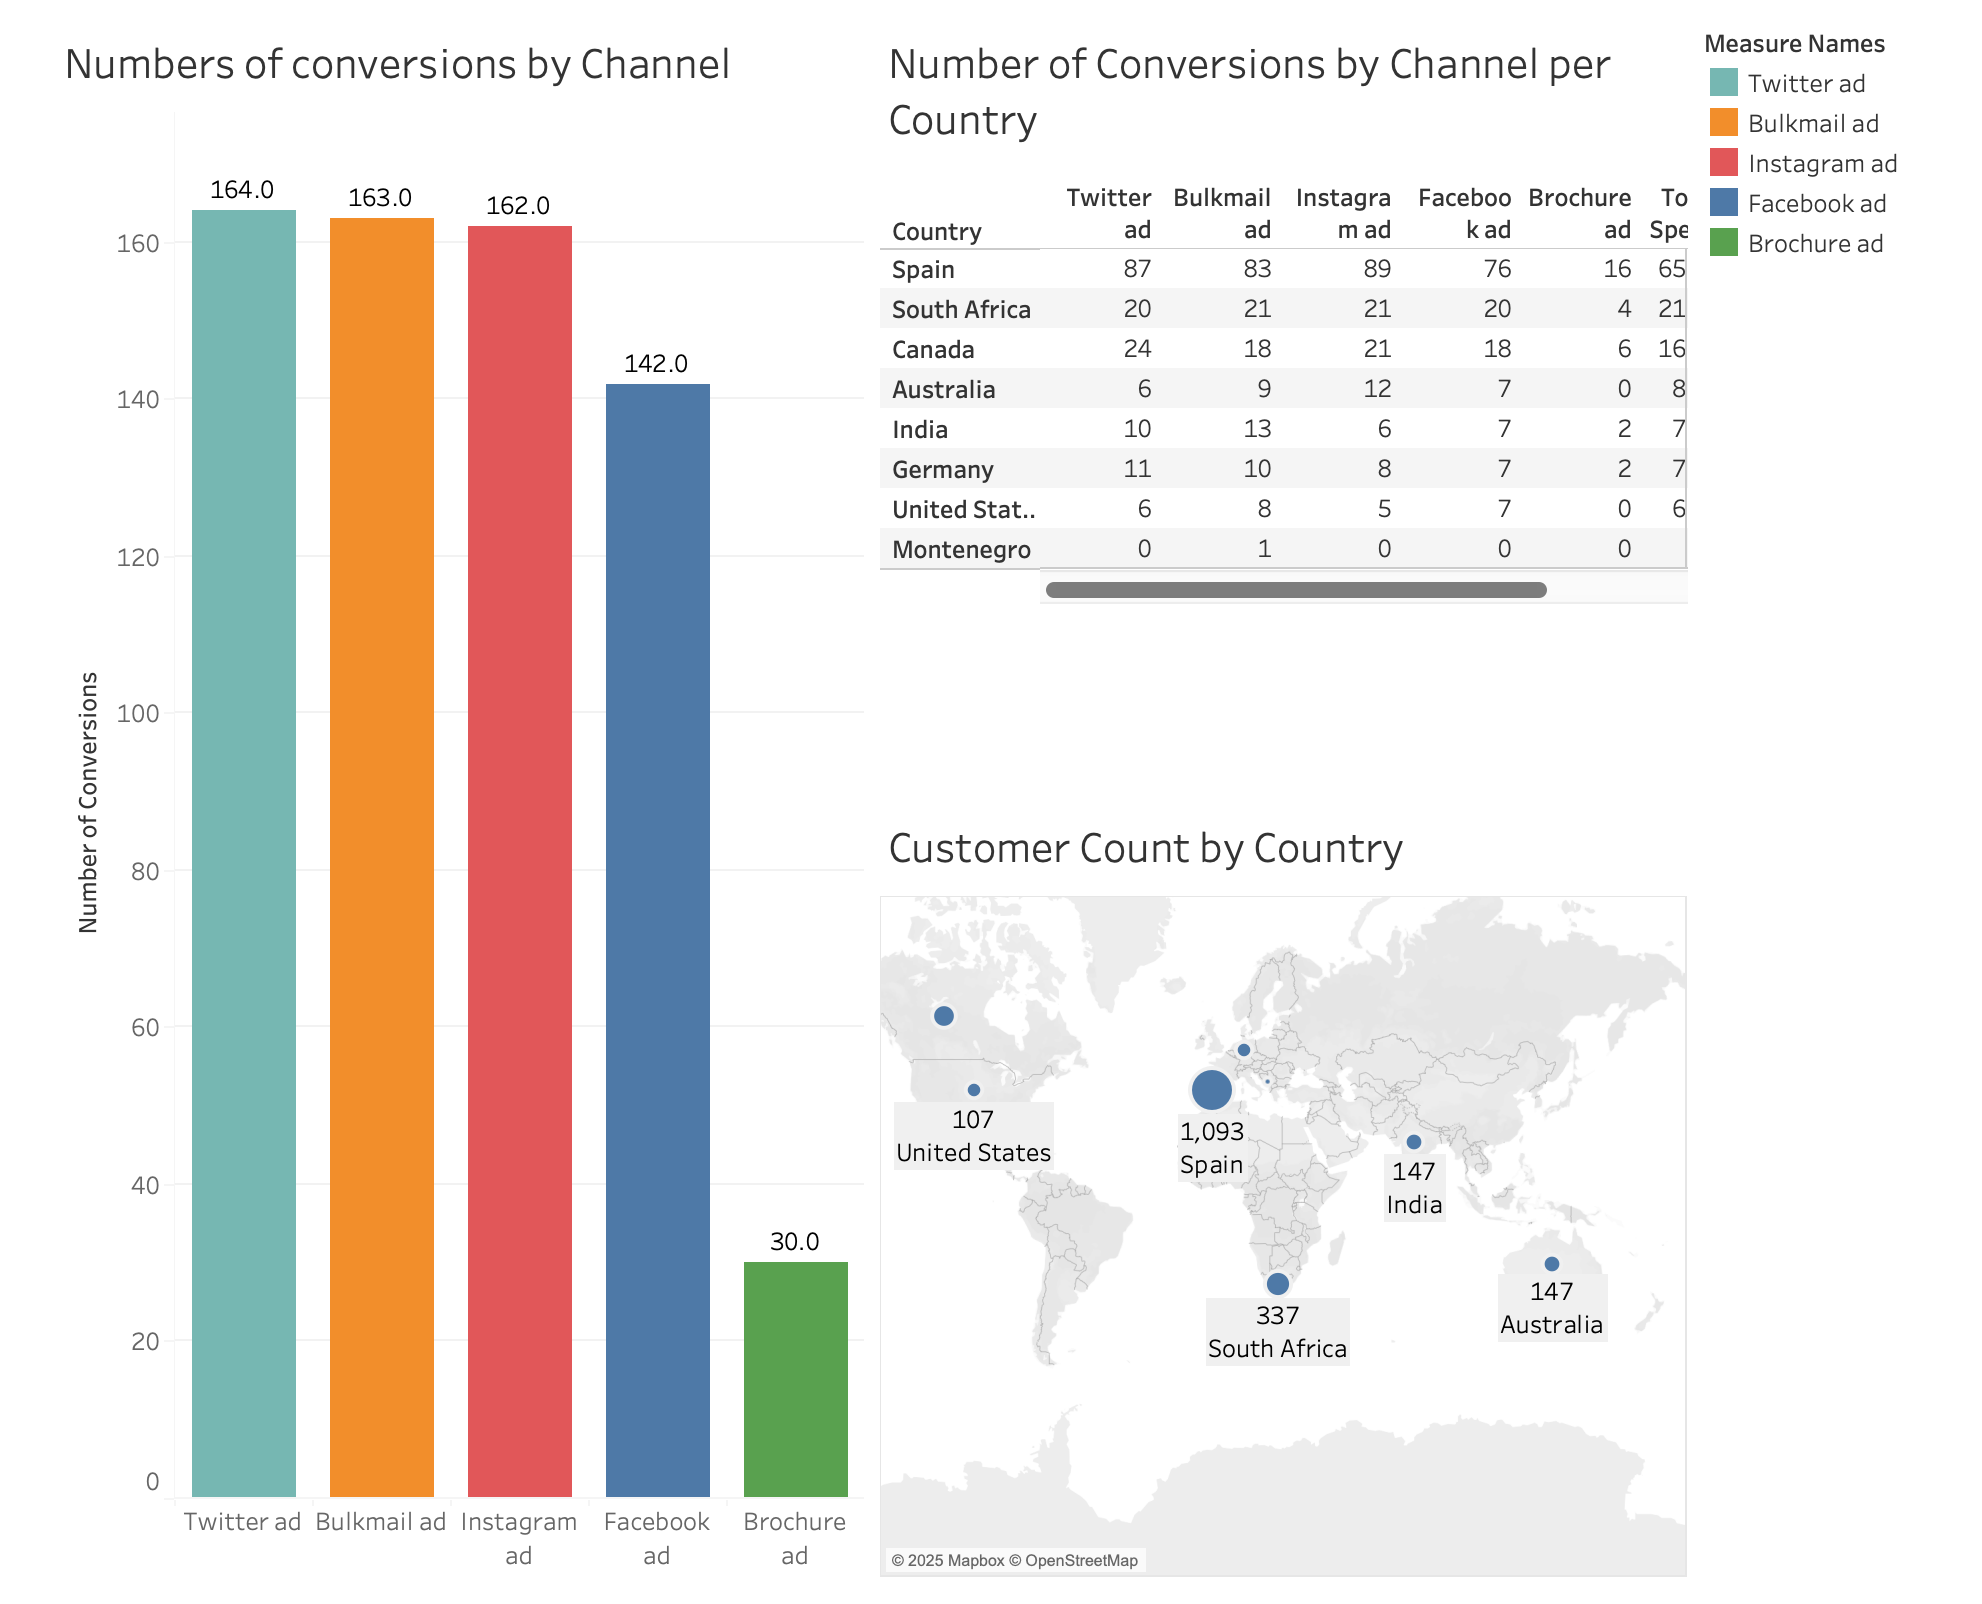 Numbers of conversions by Channel
164.0
163.0
162.0
142.0
30.0
160
140
120
100
80
60
40
20
0
Number of Conversions
Twitter ad
Bulkmail ad
Instagram
ad
Facebook
ad
Brochure
ad
Number of Conversions by Channel per
Country
Country Twitter ad Bulkmail ad Instagra m ad Faceboo k ad Brochure ad To Spe
Spain 87 83 89 76 16 65
South Africa 20 21 21 20 4 21
Canada 24 18 21 18 6 16
Australia 6 9 12 7 0 8
India 10 13 6 7 2 7
Germany 11 10 8 7 2 7
United Stat.. 6 8 5 7 0 6
Montenegro 0 1 0 0 0
Customer Count by Country
107
United States
1,093
Spain
147
India
337
South Africa
147
Australia
© 2025 Mapbox © OpenStreetMap
Measure Names
Twitter ad
Bulkmail ad
Instagram ad
Facebook ad
Brochure ad